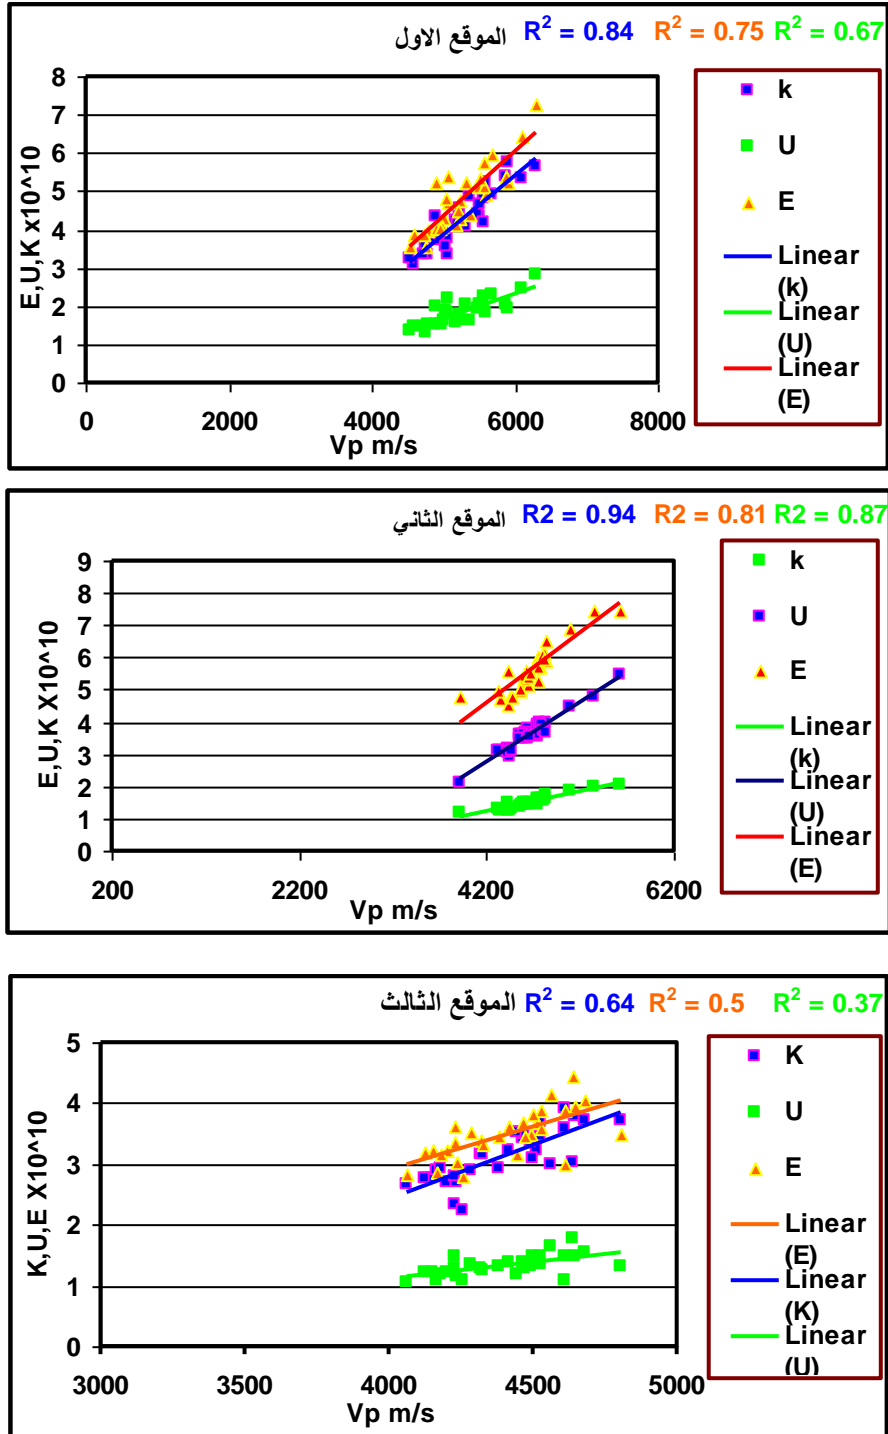 الموقع الاول R² = 0.84 R² = 0.75 R² = 0.67
E,U,K x10^10
8
7
6
5
4
3
2
1
0
0 2000 4000 6000 8000
Vp m/s
k
U
E
Linear
(k)
Linear
(U)
Linear
(E)
الموقع الثاني R2 = 0.94 R2 = 0.81 R2 = 0.87
E,U,K X10^10
9
8
7
6
5
4
3
2
1
0
200 2200 4200 6200
Vp m/s
k
U
E
Linear
(k)
Linear
(U)
Linear
(E)
الموقع الثالث R² = 0.64 R² = 0.5 R² = 0.37
K,U,E X10^10
5
4
3
2
1
0
3000 3500 4000 4500 5000
Vp m/s
K
U
E
Linear
(E)
Linear
(K)
Linear
(U)